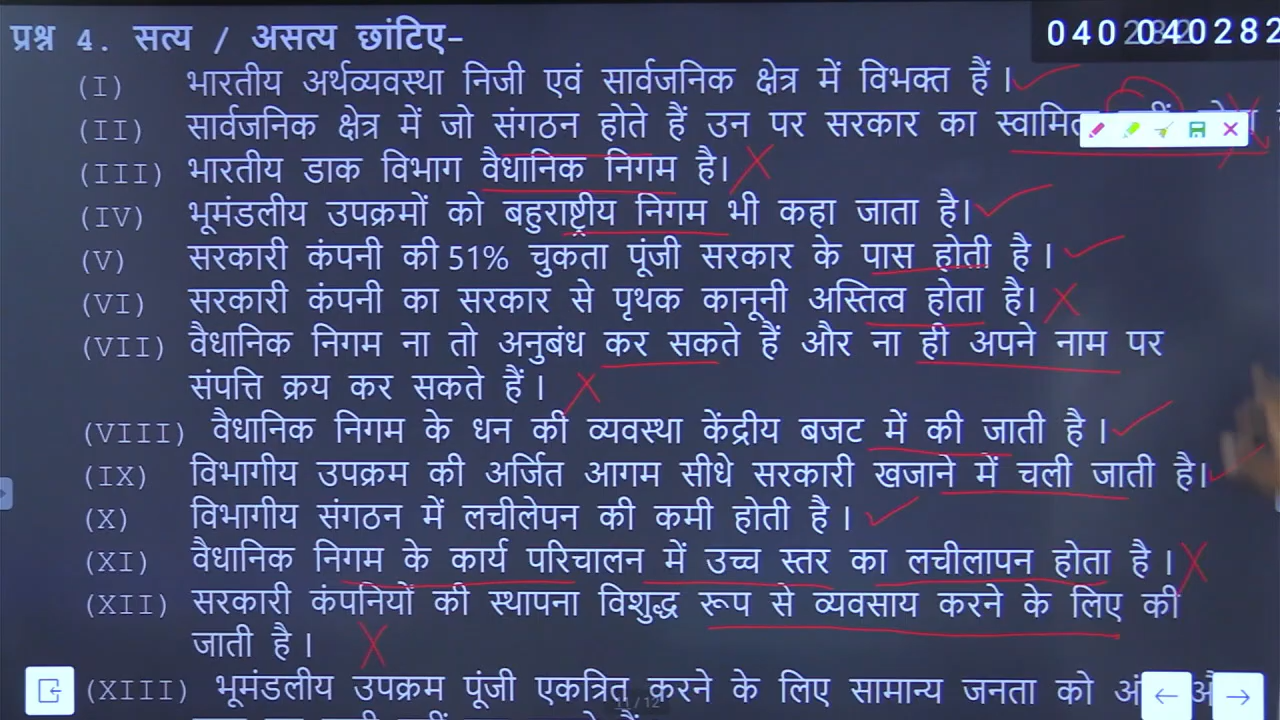 प्रश्न 4. सत्य / असत्य छांटिए-
(I) भारतीय अर्थव्यवस्था निजी एवं सार्वजनिक क्षेत्र में विभक्त हैं ।
(II) सार्वजनिक क्षेत्र में जो संगठन होते हैं उन पर सरकार का
(III) भारतीय डाक विभाग वैधानिक निगम है।
(IV) भूमंडलीय उपक्रमों को बहुराष्ट्रीय निगम भी कहा जाता है।
(V) सरकारी कंपनी की 51% चुकता पूंजी सरकार के पास होती है ।
(VI) सरकारी कंपनी का सरकार से पृथक कानूनी अस्तित्व होता है।
(VII) वैधानिक निगम ना तो अनुबंध कर सकते हैं और ना ही अपने नाम पर
संपत्ति क्रय कर सकते हैं ।
(VIII) वैधानिक निगम के धन की व्यवस्था केंद्रीय बजट में की जाती है ।
(IX) विभागीय उपक्रम की अर्जित आगम सीधे सरकारी खजाने में चली जाती है।
(X) विभागीय संगठन में लचीलेपन की कमी होती है ।
(XI) वैधानिक निगम के कार्य परिचालन में उच्च स्तर का लचीलापन होता है ।
(XII) सरकारी कंपनियों की स्थापना विशुद्ध रूप से व्यवसाय करने के लिए की
जाती है ।
(XIII) भूमंडलीय उपक्रम पूंजी एकत्रित करने के लिए सामान्य जनता को
11 / 12